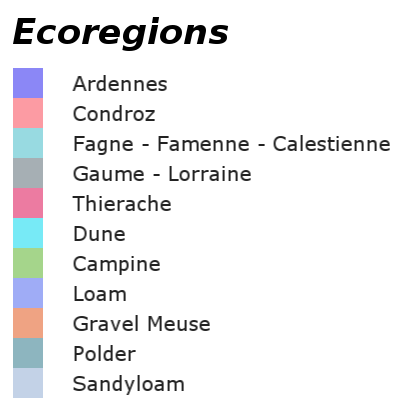 Ecoregions
Ardennes
Condroz
Fagne - Famenne - Calestienne
Gaume - Lorraine
Thierache
Dune
Campine
Loam
Gravel Meuse
Polder
Sandyloam